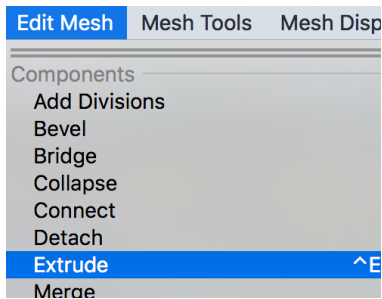 Edit Mesh Mesh Tools Mesh Disp
Components
Add Divisions
Bevel
Bridge
Collapse
Connect
Detach
Extrude ^E
Merge